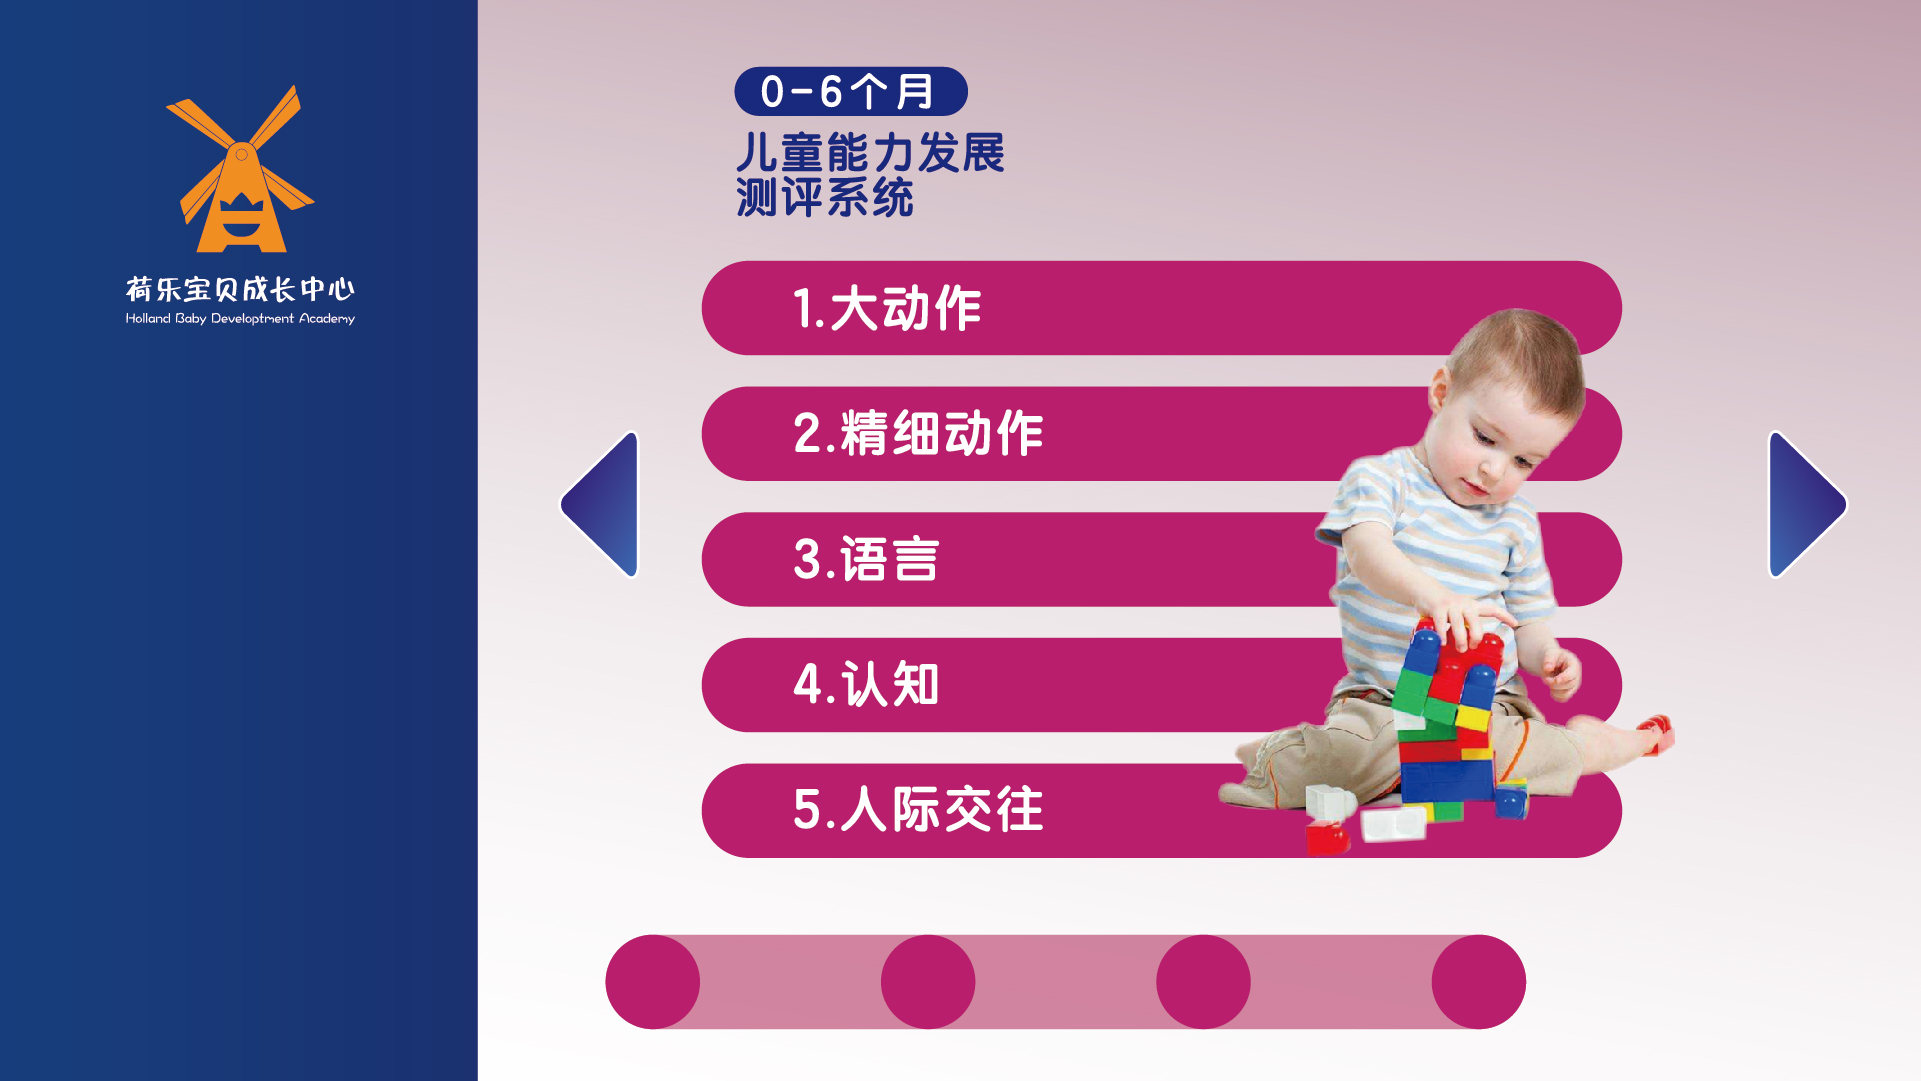 荷乐宝贝成长中心
Holland Baby Developtment Academy
0-6个月
儿童能力发展
测评系统
1.大动作
2.精细动作
3.语言
4.认知
5.人际交往